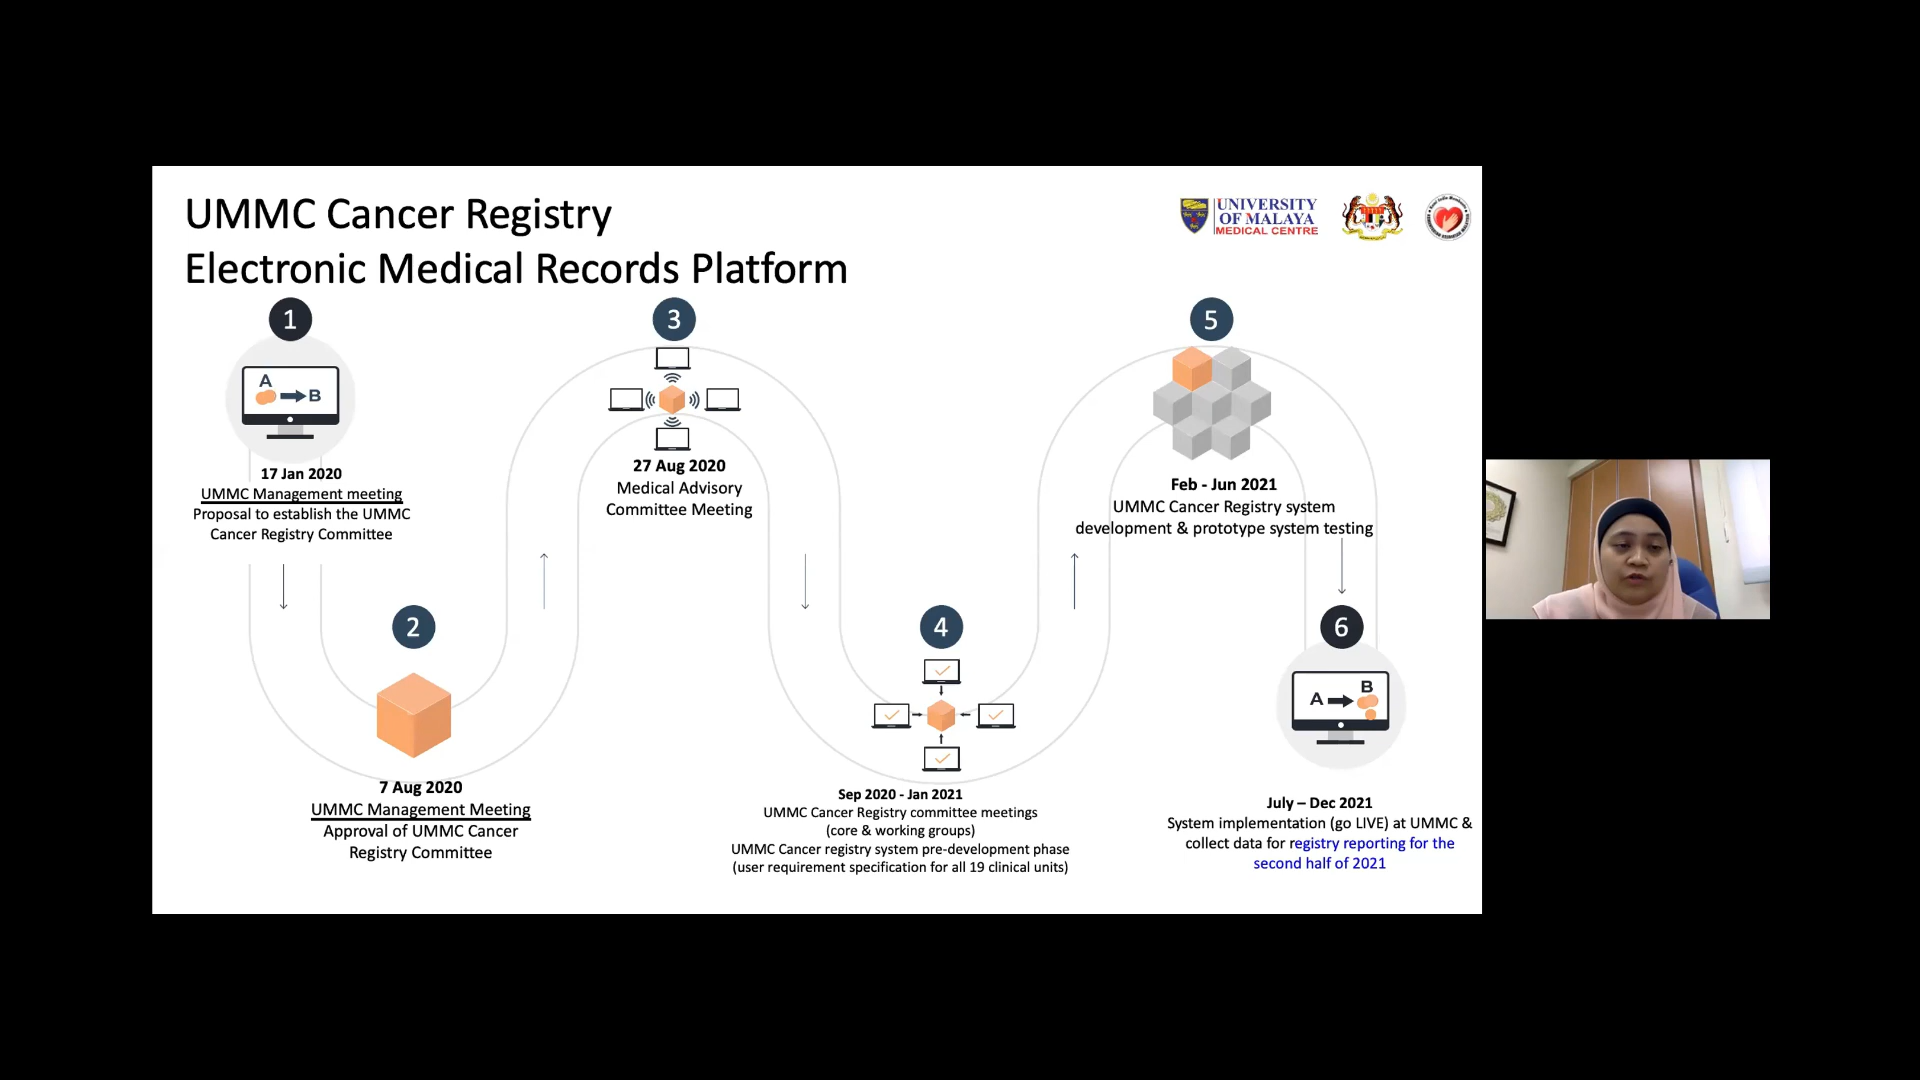 UMMC Cancer Registry
Electronic Medical Records Platform
UNIVERSITY
OF MALAYA
MEDICAL CENTRE
1
A
B
17 Jan 2020
UMMC Management meeting
Proposal to establish the UMMC
Cancer Registry Committee
2
7 Aug 2020
UMMC Management Meeting
Approval of UMMC Cancer
Registry Committee
3
27 Aug 2020
Medical Advisory
Committee Meeting
4
Sep 2020 - Jan 2021
UMMC Cancer Registry committee meetings
(core & working groups)
UMMC Cancer registry system pre-development phase
(user requirement specification for all 19 clinical units)
5
Feb - Jun 2021
UMMC Cancer Registry system
development & prototype system testing
6
A
B
July – Dec 2021
System implementation (go LIVE) at UMMC &
collect data for registry reporting for the
second half of 2021